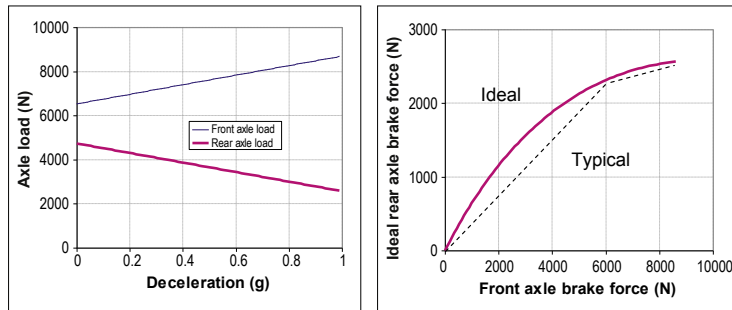 Axle load (N)
10000
8000
6000
4000
2000
0
Front axle load
Rear axle load
0 0.2 0.4 0.6 0.8 1
Deceleration (g)
Ideal rear axle brake force (N)
3000
2000
1000
0
Ideal
Typical
0 2000 4000 6000 8000 10000
Front axle brake force (N)